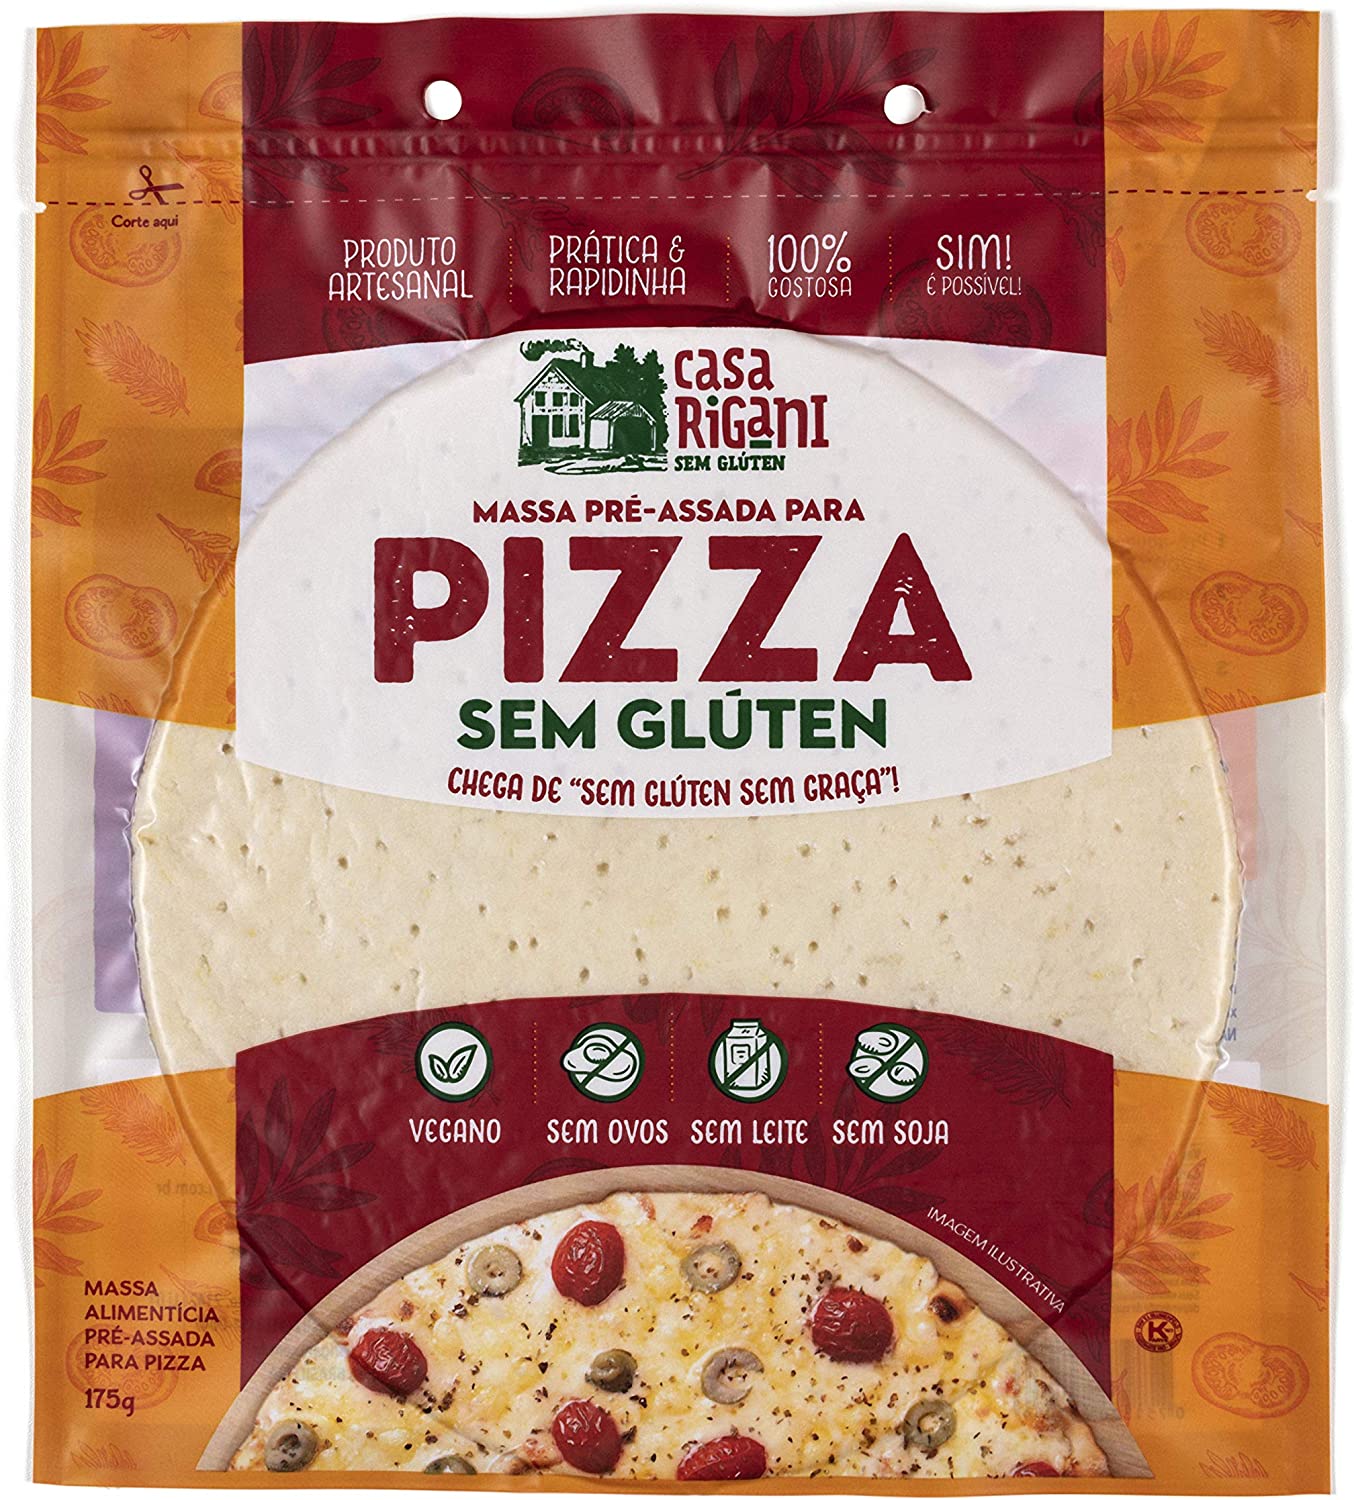 Corte aqui
PRODUTO
ARTESANAL
PRÁTICA &
RAPIDINHA
100%
GOSTOSA
SIM!
É POSSÍVEL!
CASA
RIGANI
SEM GLÚTEN
MASSA PRÉ-ASSADA PARA
PIZZA
SEM GLÚTEN
CHEGA DE “SEM GLÚTEN SEM GRAÇA”!
VEGANO
SEM OVOS
SEM LEITE
SEM SOJA
IMAGEM ILUSTRATIVA
MASSA
ALIMENTÍCIA
PRÉ-ASSADA
PARA PIZZA
175g
K